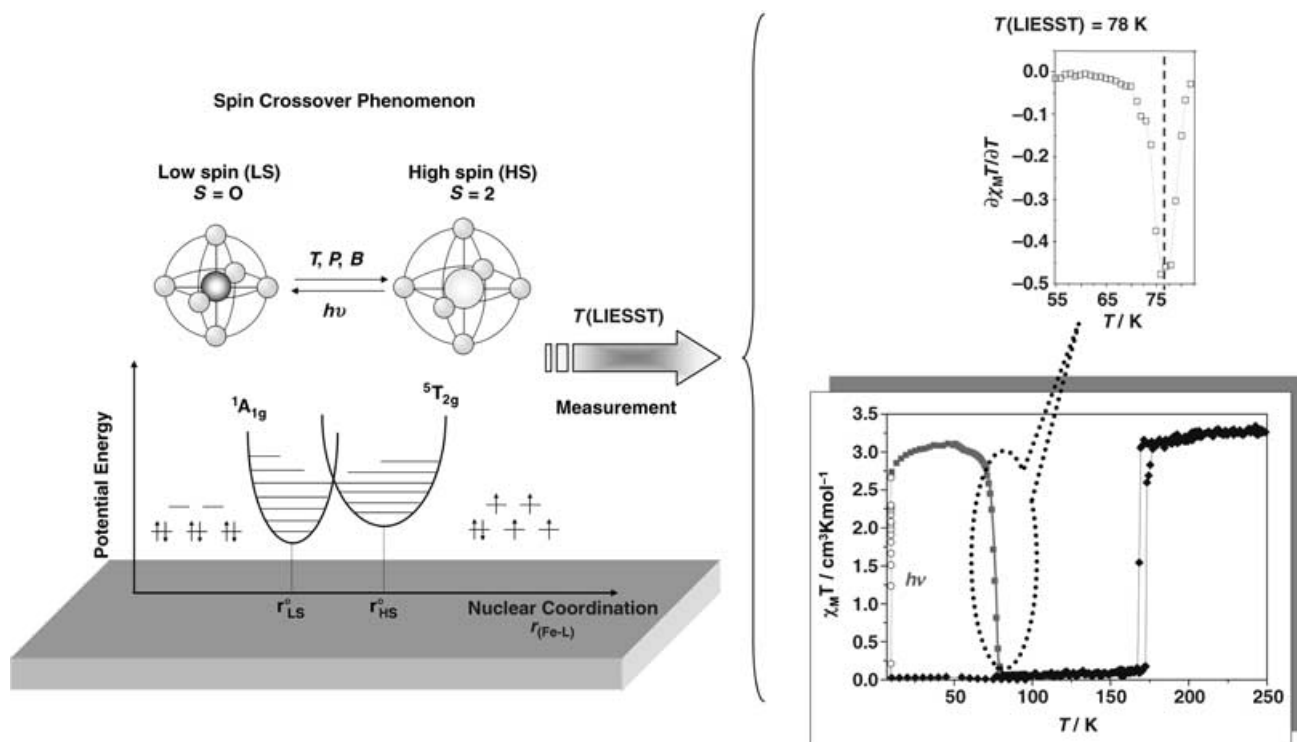 Spin Crossover Phenomenon
Low spin (LS)
S = O
High spin (HS)
S = 2
T, P, B
hυ
Potential Energy
¹A₁g
⁵T₂g
r°LS
r°HS
Nuclear Coordination
r(Fe-L)
T(LIESST)
Measurement
T(LIESST) = 78 K
∂χMT/∂T
0.0
–0.1
–0.2
–0.3
–0.4
–0.5
55 65 75
T / K
χMT / cm³Kmol⁻¹
3.5
3.0
2.5
2.0
1.5
1.0
0.5
0.0
hυ
50 100 150 200 250
T / K